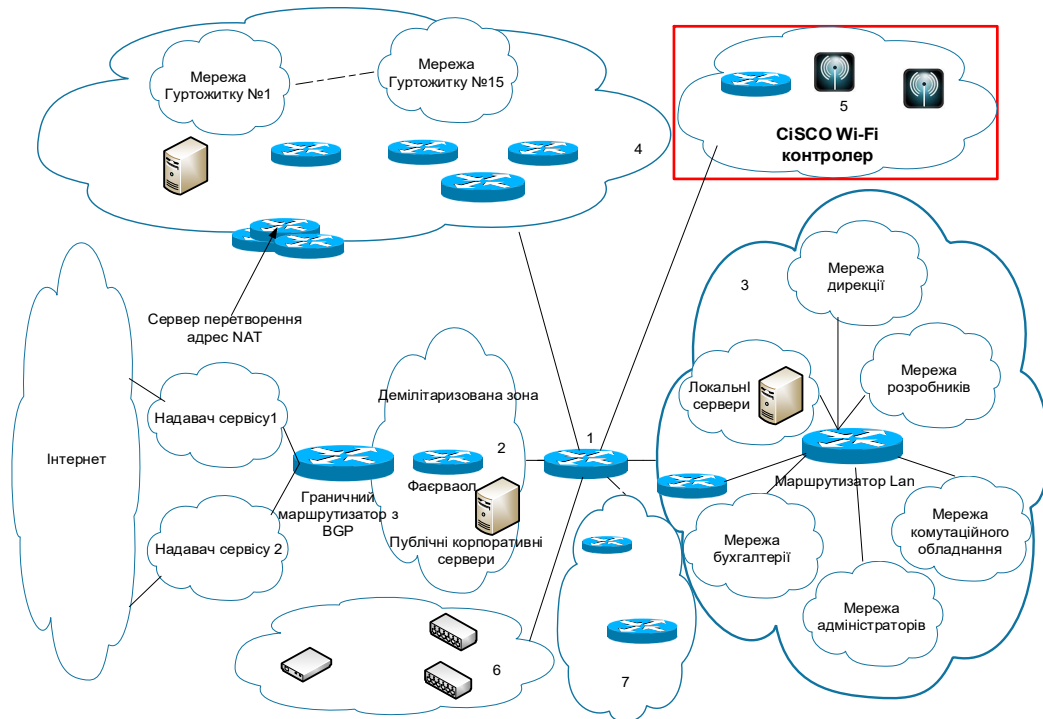 Мережа
Гуртожитку №1
Мережа
Гуртожитку №15
4
5
CiSCO Wi-Fi
контролер
Сервер перетворення
адрес NAT
3
Мережа
дирекції
Локальні
сервери
Мережа
розробників
Маршрутизатор Lan
Мережа
бухгалтерії
Мережа
комутаційного
обладнання
Мережа
адміністраторів
Інтернет
Надавач сервісу1
Надавач сервісу 2
Граничний
маршрутизатор з
BGP
Демілітаризована зона
2
Фаєрваол
Публічні корпоративні
сервери
1
6
7